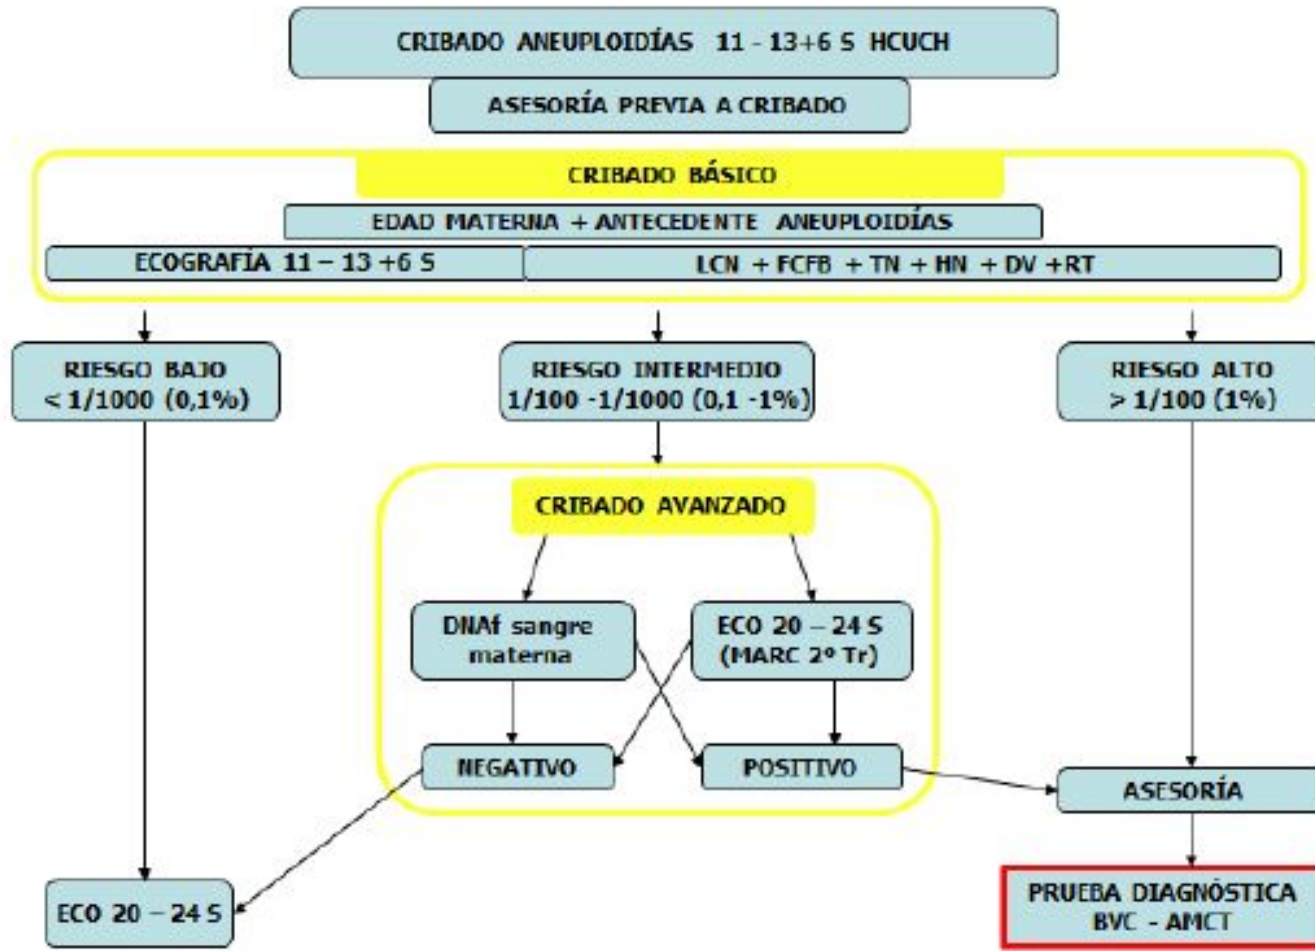 CRIBADO ANEUPLOIDÍAS 11 - 13+6 S HCUCH
ASESORÍA PREVIA A CRIBADO
CRIBADO BÁSICO
EDAD MATERNA + ANTECEDENTE ANEUPLOIDÍAS
ECOGRAFÍA 11 – 13 +6 S
LCN + FCFB + TN + HN + DV +RT
RIESGO BAJO
< 1/1000 (0,1%)
RIESGO INTERMEDIO
1/100 -1/1000 (0,1 -1%)
RIESGO ALTO
> 1/100 (1%)
CRIBADO AVANZADO
DNAf sangre
materna
ECO 20 – 24 S
(MARC 2º Tr)
NEGATIVO
POSITIVO
ASESORÍA
ECO 20 – 24 S
PRUEBA DIAGNÓSTICA
BVC - AMCT